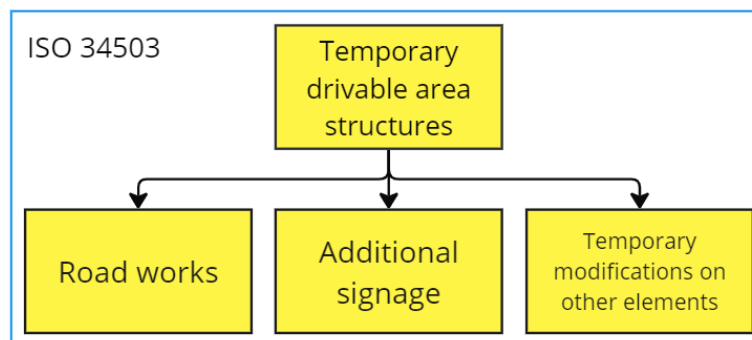 ISO 34503
Temporary
drivable area
structures
Road works
Additional
signage
Temporary
modifications on
other elements